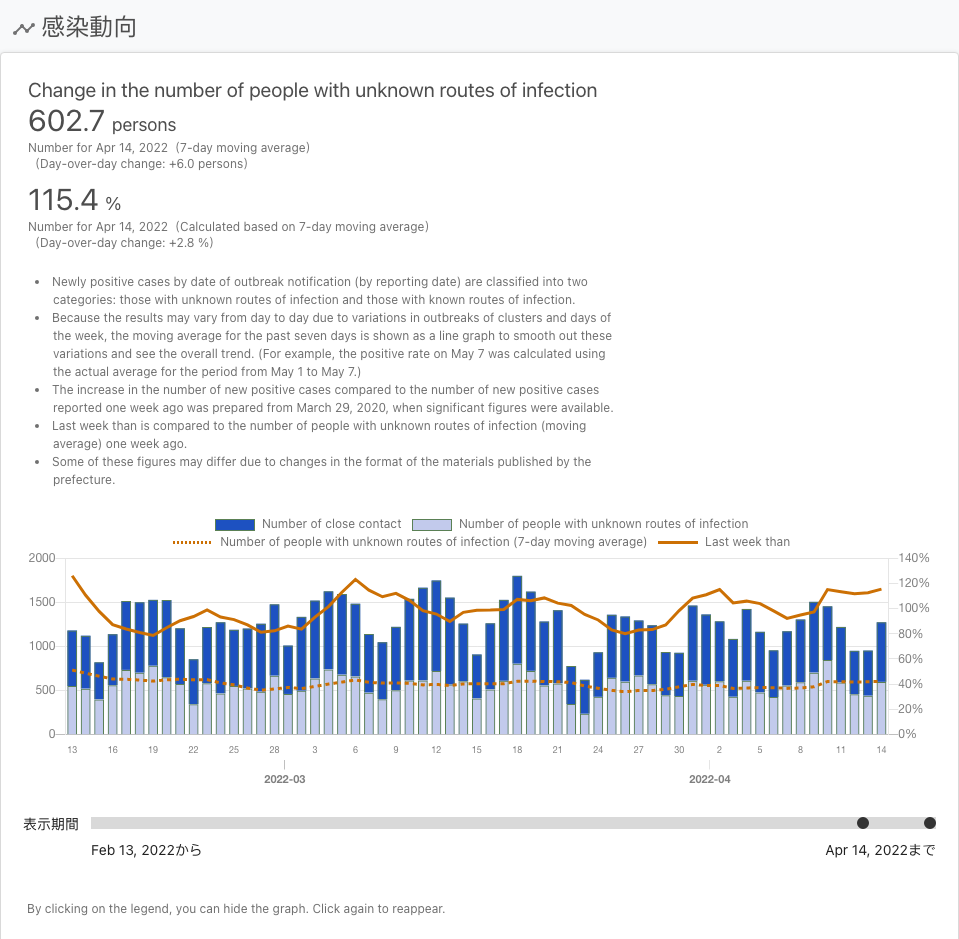 感染動向
Change in the number of people with unknown routes of infection
602.7 persons
Number for Apr 14, 2022 (7-day moving average)
(Day-over-day change: +6.0 persons)
115.4 %
Number for Apr 14, 2022 (Calculated based on 7-day moving average)
(Day-over-day change: +2.8 %)
• Newly positive cases by date of outbreak notification (by reporting date) are classified into two
categories: those with unknown routes of infection and those with known routes of infection.
• Because the results may vary from day to day due to variations in outbreaks of clusters and days of
the week, the moving average for the past seven days is shown as a line graph to smooth out these
variations and see the overall trend. (For example, the positive rate on May 7 was calculated using
the actual average for the period from May 1 to May 7.)
• The increase in the number of new positive cases compared to the number of new positive cases
reported one week ago was prepared from March 29, 2020, when significant figures were available.
• Last week than is compared to the number of people with unknown routes of infection (moving
average) one week ago.
• Some of these figures may differ due to changes in the format of the materials published by the
prefecture.
Number of close contact Number of people with unknown routes of infection
Number of people with unknown routes of infection (7-day moving average) Last week than
2000 140%
120%
1500 100%
1000 80%
60%
500 40%
20%
0 0%
13 16 19 22 25 28 3 6 9 12 15 18 21 24 27 30 2 5 8 11 14
2022-03 2022-04
表示期間
Feb 13, 2022から Apr 14, 2022まで
By clicking on the legend, you can hide the graph. Click again to reappear.